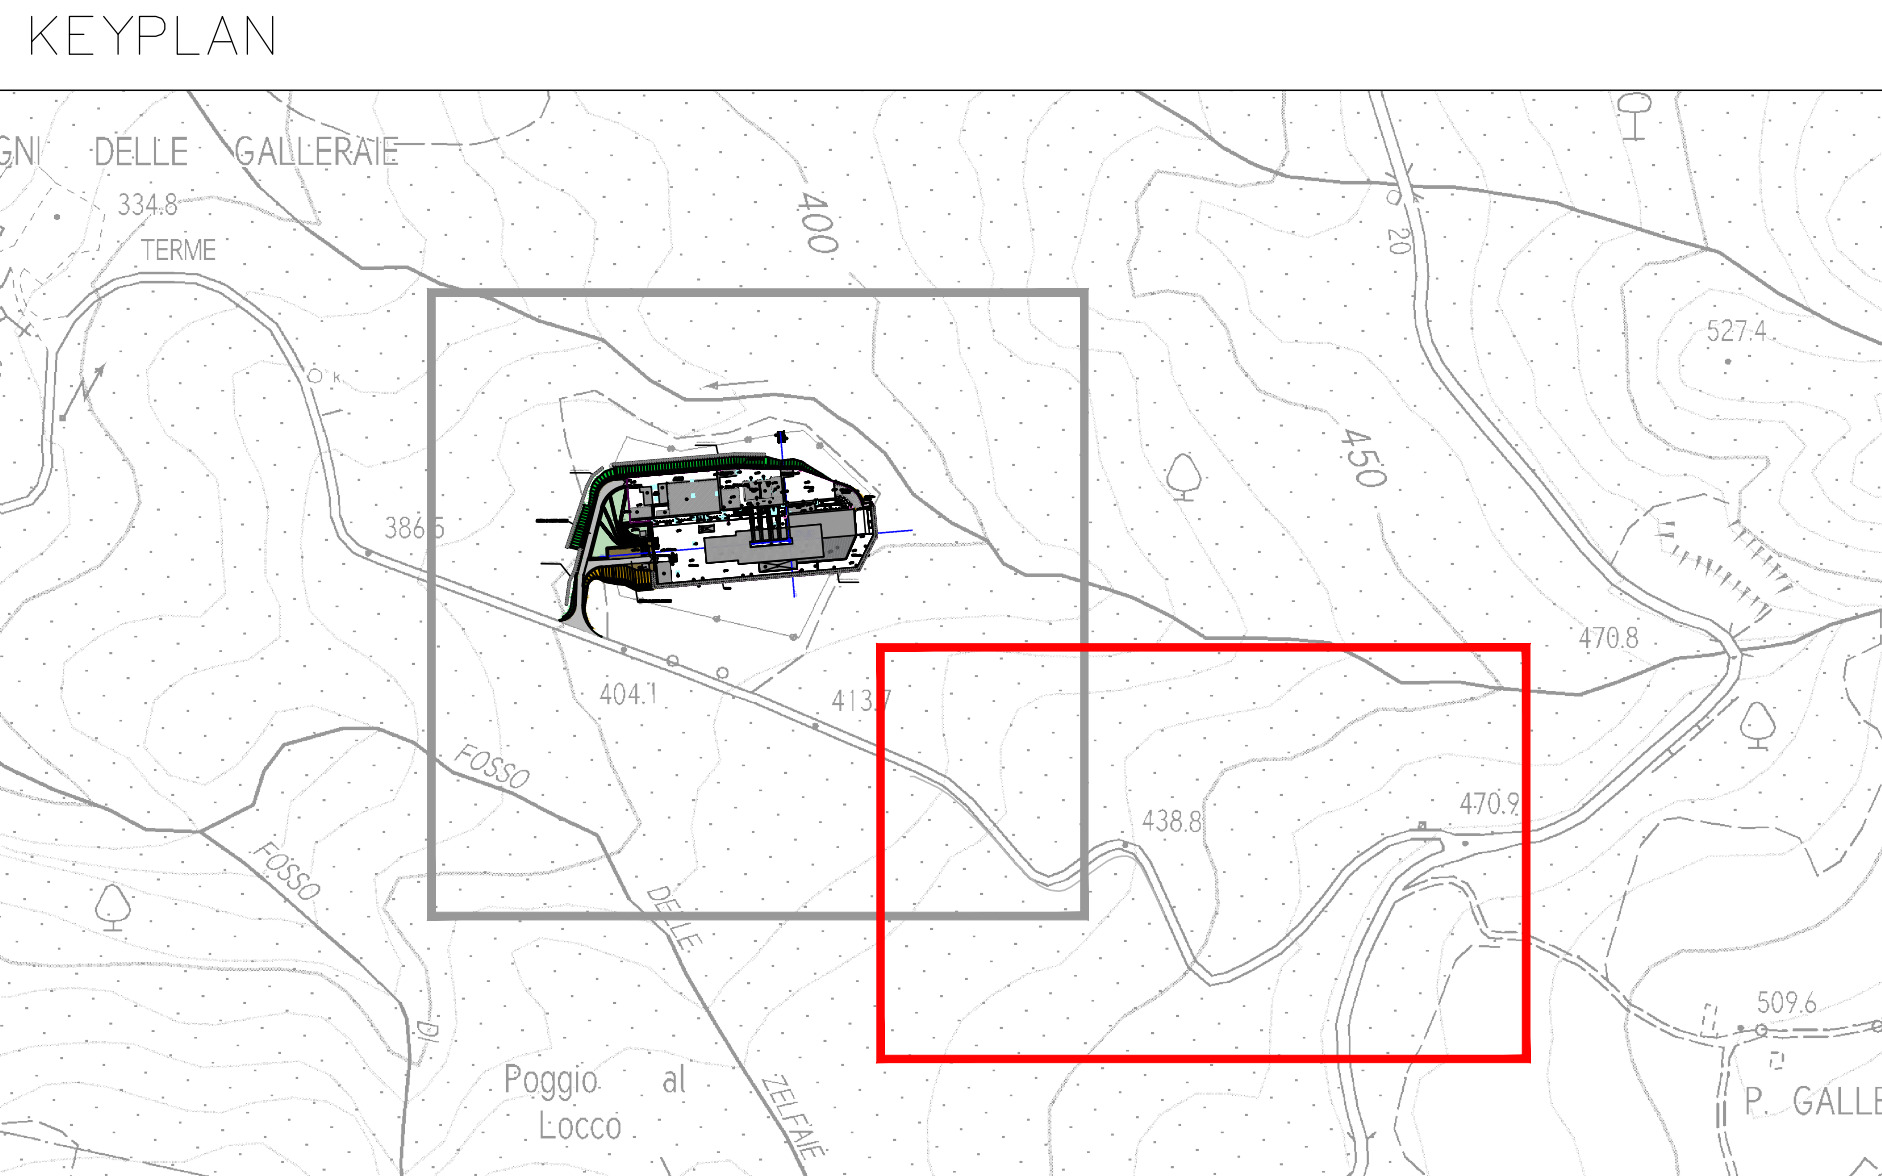 KEYPLAN
GNI DELLE GALLERAIE
334.8
TERME
400
20
527.4
k
450
386.5
470.8
404.1
413.7
FOSSO
470.9
438.8
FOSSO
DELLE
509.6
DI
Poggio al
Locco
ZELFAIE
P. GALLE